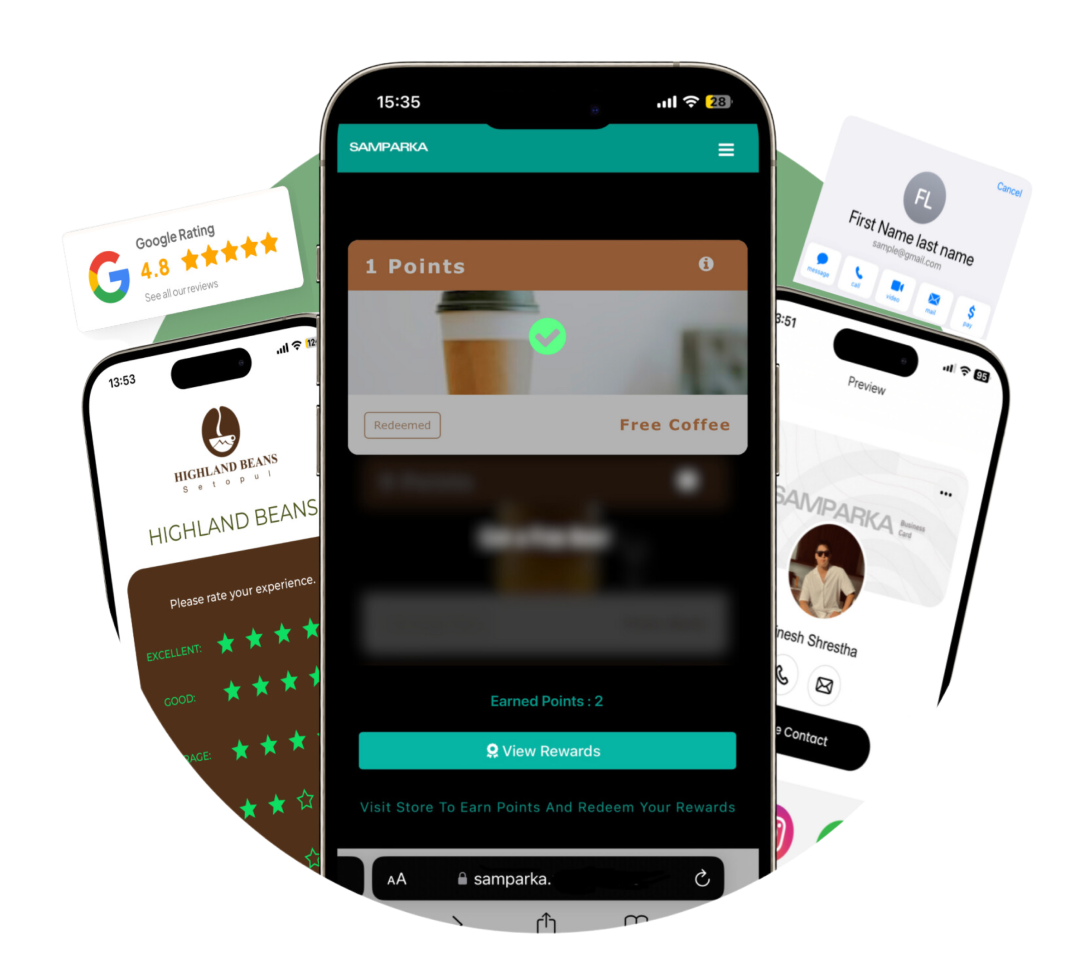 Google Rating
4.8
See all our reviews
13:53
HIGHLAND BEANS
Setopul
HIGHLAND BEANS
Please rate your experience.
EXCELLENT:
GOOD:
RAGE:
15:35
28
SAMPARKA
1 Points
Redeemed
Free Coffee
Earned Points : 2
View Rewards
Visit Store To Earn Points And Redeem Your Rewards
AA
samparka.
Cancel
FL
First Name last name
sample@gmail.com
message
call
video
mail
pay
3:51
95
Preview
SAMPARKA
Business
Card
inesh Shrestha
e Contact